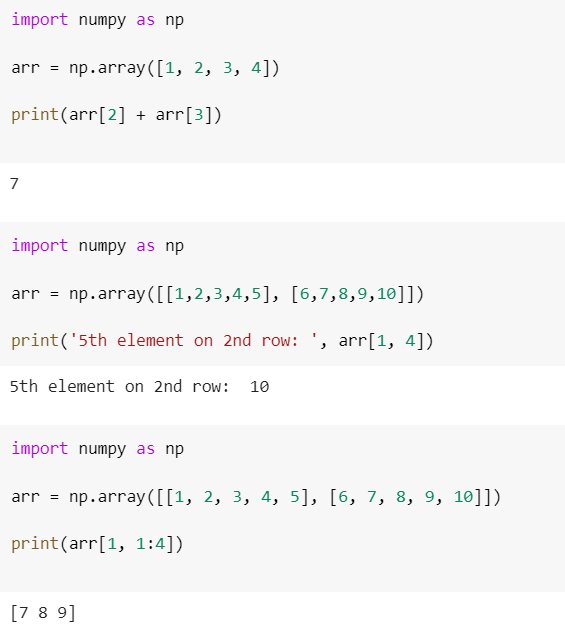 import numpy as np
arr = np.array([1, 2, 3, 4])
print(arr[2] + arr[3])
7
import numpy as np
arr = np.array([[1,2,3,4,5], [6,7,8,9,10]])
print('5th element on 2nd row: ', arr[1, 4])
5th element on 2nd row:  10
import numpy as np
arr = np.array([[1, 2, 3, 4, 5], [6, 7, 8, 9, 10]])
print(arr[1, 1:4])
[7 8 9]